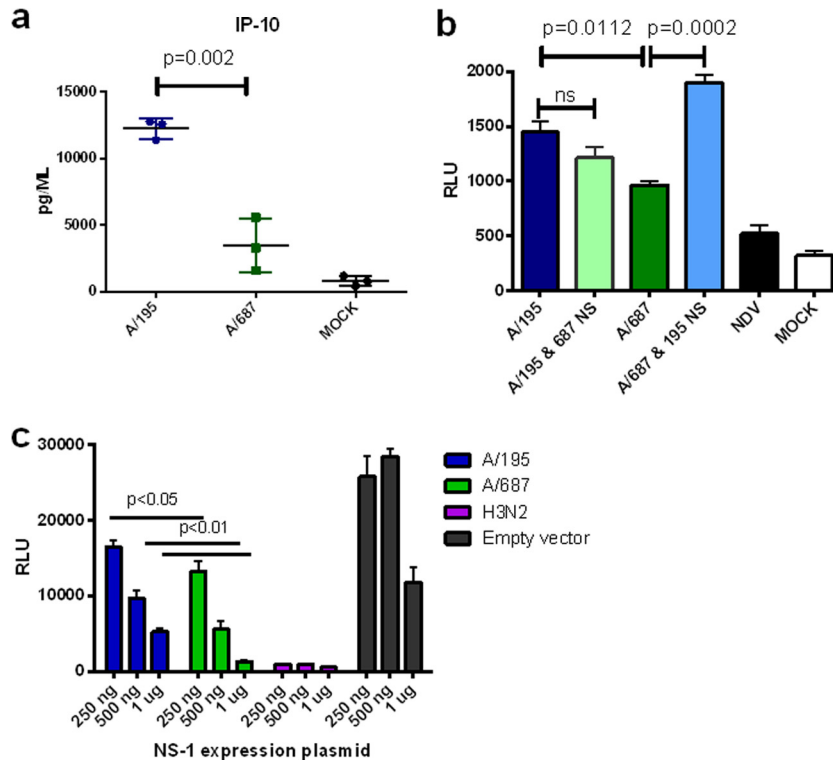 a
IP-10
p=0.002
15000
10000
5000
0
pg/ML
A/195
A/687
MOCK
b
p=0.0112 p=0.0002
ns
2000
1500
1000
500
0
RLU
A/195
A/195 & 687 NS
A/687
A/687 & 195 NS
NDV
MOCK
c
30000
20000
10000
0
RLU
p<0.05
p<0.01
A/195
A/687
H3N2
Empty vector
250 ng 500 ng 1 ug 250 ng 500 ng 1 ug 250 ng 500 ng 1 ug 250 ng 500 ng 1 ug
NS-1 expression plasmid